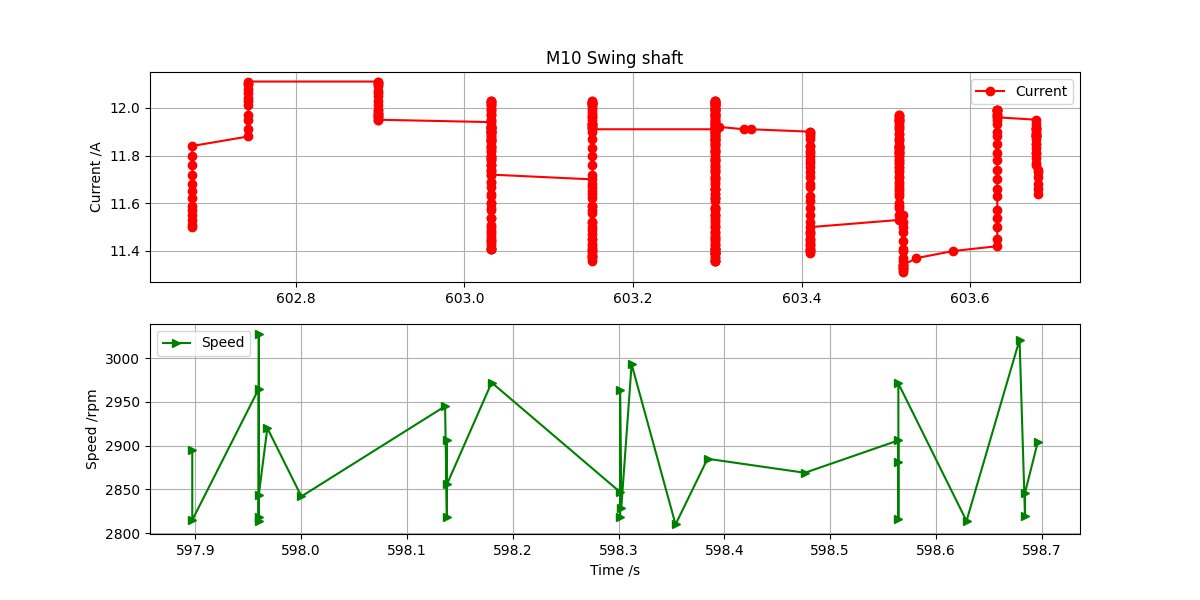 M10 Swing shaft
Current /A
12.0
11.8
11.6
11.4
Current
602.8 603.0 603.2 603.4 603.6
Speed /rpm
3000
2950
2900
2850
2800
Speed
597.9 598.0 598.1 598.2 598.3 598.4 598.5 598.6 598.7
Time /s